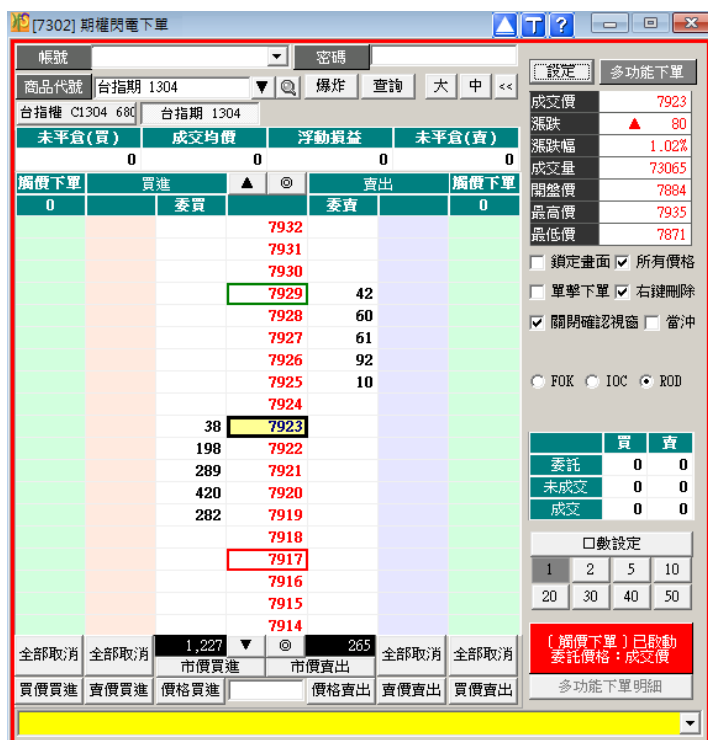 [7302] 期權閃電下單
T ?
帳號 密碼
商品代號 台指期 1304 爆炸 查詢 大 中 <<
台指權 C1304 680 台指期 1304
未平倉(買) 成交均價 浮動損益 未平倉(賣)
0 0 0 0
觸價下單 買進 ▲ ◎ 賣出 觸價下單
0 委買 委賣 0
7932
7931
7930
7929 42
7928 60
7927 61
7926 92
7925 10
7924
38 7923
198 7922
289 7921
420 7920
282 7919
7918
7917
7916
7915
7914
全部取消 全部取消 1,227 ▼ ◎ 265 全部取消 全部取消
市價買進 市價賣出
買價買進 賣價買進 價格買進 價格賣出 賣價賣出 買價賣出
設定 多功能下單
成交價 7923
漲跌 ▲ 80
漲跌幅 1.02%
成交量 73065
開盤價 7884
最高價 7935
最低價 7871
鎖定畫面 所有價格
單擊下單 右鍵刪除
關閉確認視窗 當沖
FOK IOC ROD
買 賣
委託 0 0
未成交 0 0
成交 0 0
口數設定
1 2 5 10
20 30 40 50
〔觸價下單〕已啟動
委託價格：成交價
多功能下單明細